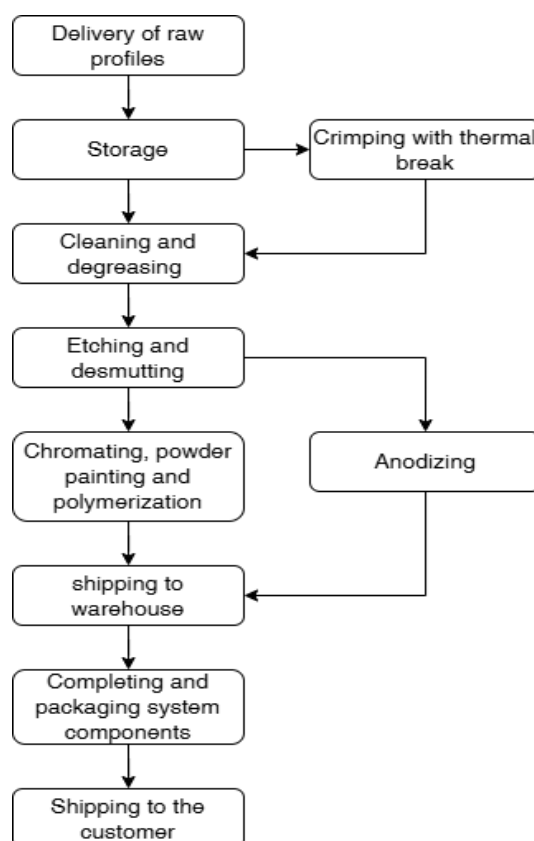 Delivery of raw
profiles
Storage
Crimping with thermal
break
Cleaning and
degreasing
Etching and
desmutting
Chromating, powder
painting and
polymerization
Anodizing
shipping to
warehouse
Completing and
packaging system
components
Shipping to the
customer